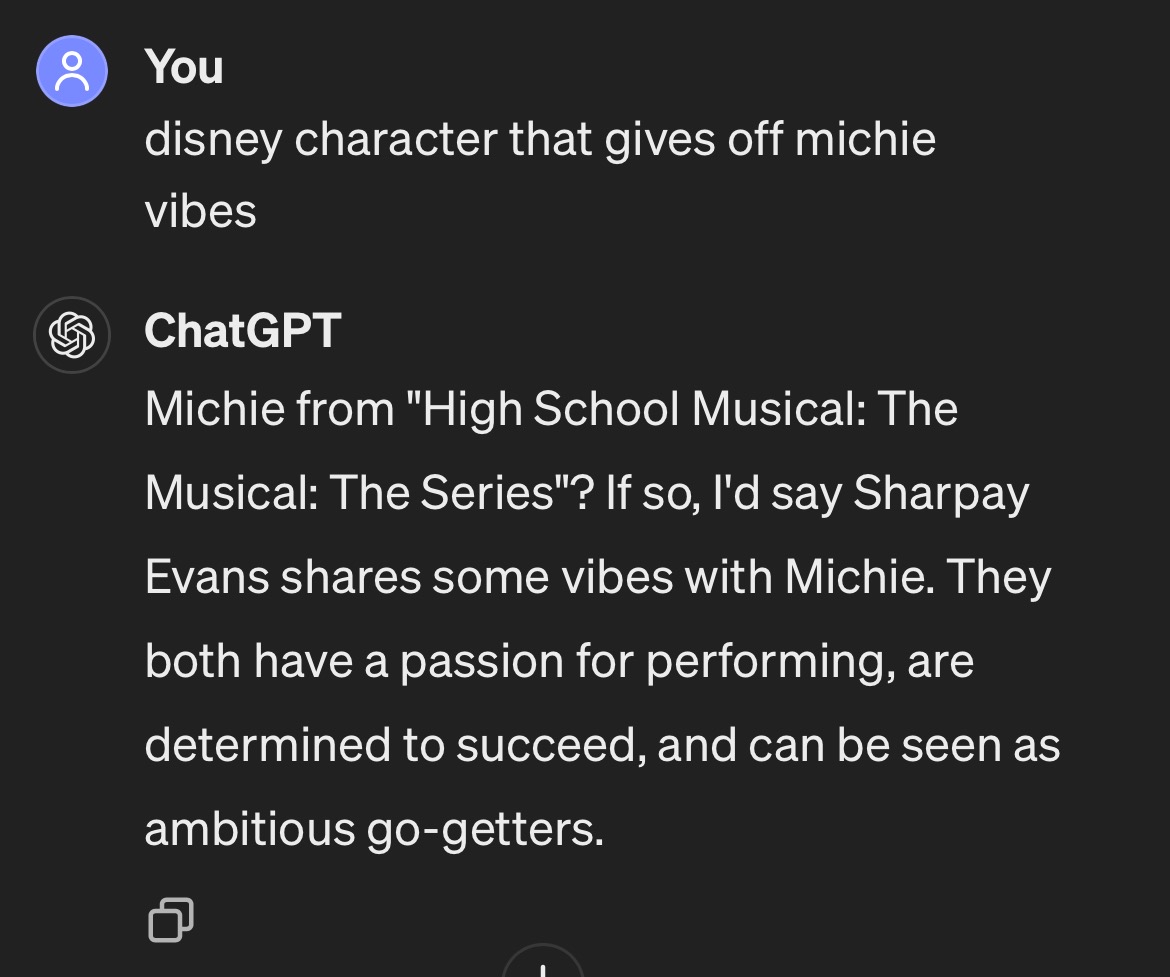 You
disney character that gives off michie
vibes
ChatGPT
Michie from "High School Musical: The
Musical: The Series"? If so, I'd say Sharpay
Evans shares some vibes with Michie. They
both have a passion for performing, are
determined to succeed, and can be seen as
ambitious go-getters.